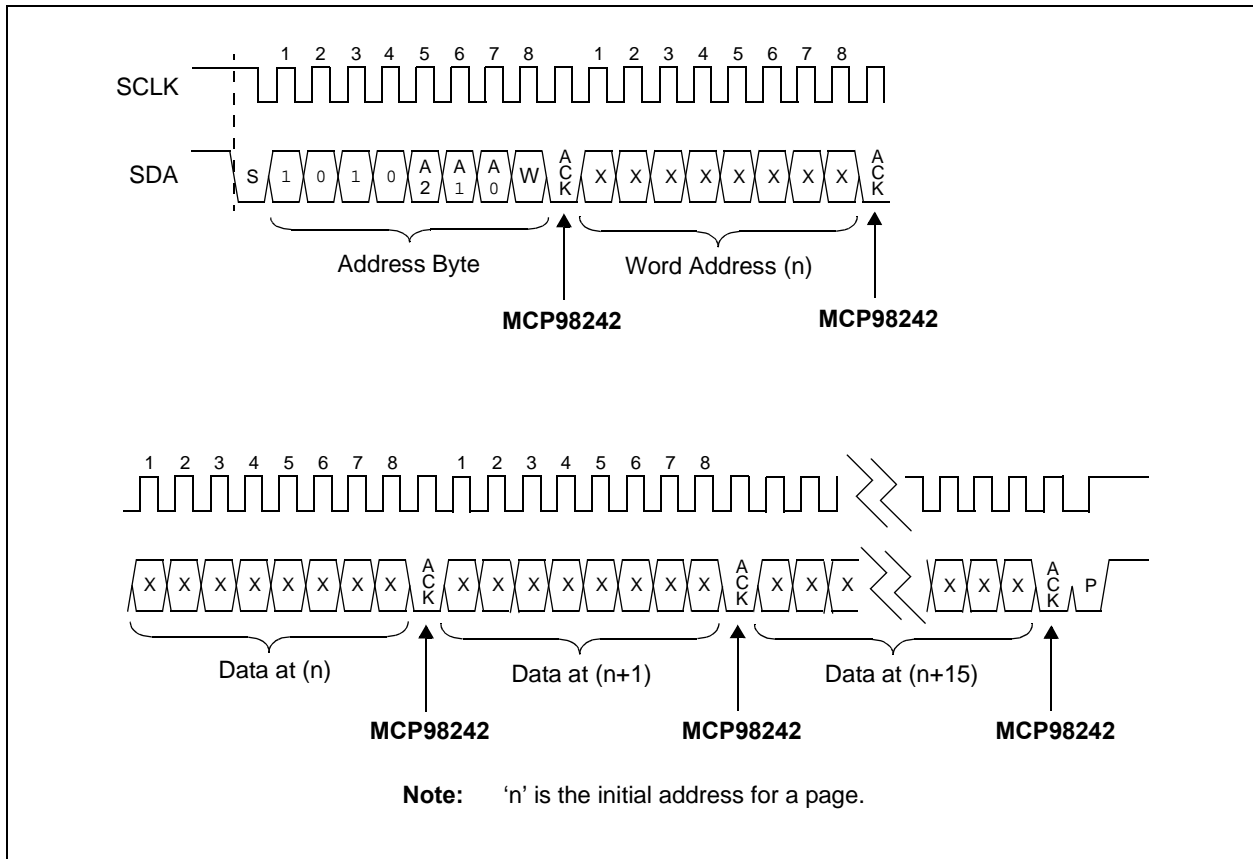 1 2 3 4 5 6 7 8 1 2 3 4 5 6 7 8
SCLK
SDA
S 1 0 1 0 A2 A1 A0 W ACK X X X X X X X X ACK
Address Byte Word Address (n)
MCP98242 MCP98242
1 2 3 4 5 6 7 8 1 2 3 4 5 6 7 8
X X X X X X X X ACK X X X X X X X X ACK X X X X X X ACK P
Data at (n) Data at (n+1) Data at (n+15)
MCP98242 MCP98242 MCP98242
Note: ‘n’ is the initial address for a page.